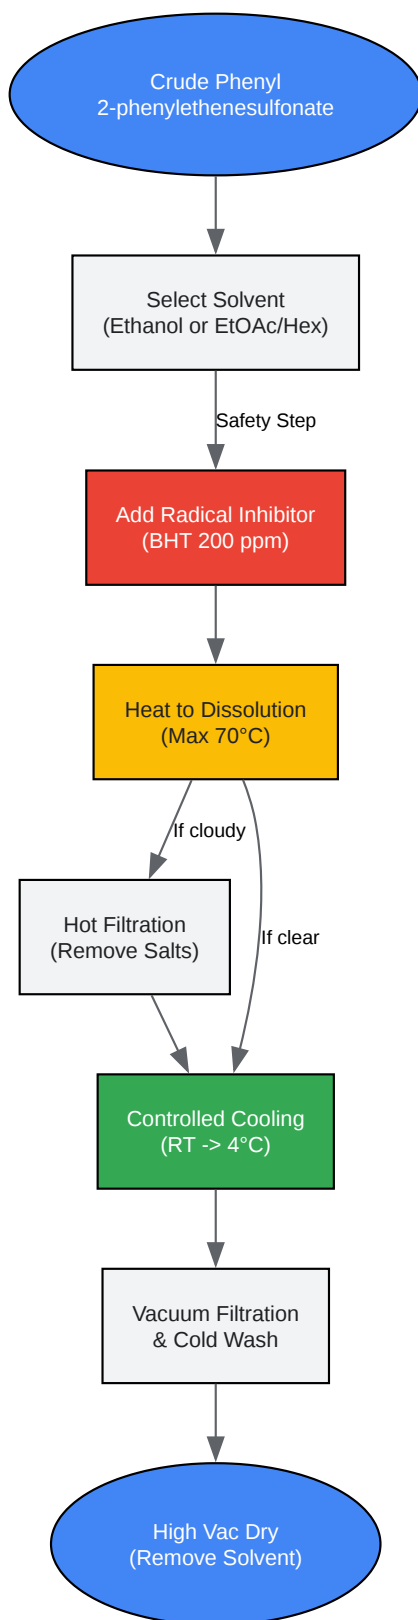 Crude Phenyl
2-phenylethenesulfonate
Select Solvent
(Ethanol or EtOAc/Hex)
Safety Step
Add Radical Inhibitor
(BHT 200 ppm)
Heat to Dissolution
(Max 70°C)
If cloudy
Hot Filtration
(Remove Salts)
If clear
Controlled Cooling
(RT -> 4°C)
Vacuum Filtration
& Cold Wash
High Vac Dry
(Remove Solvent)